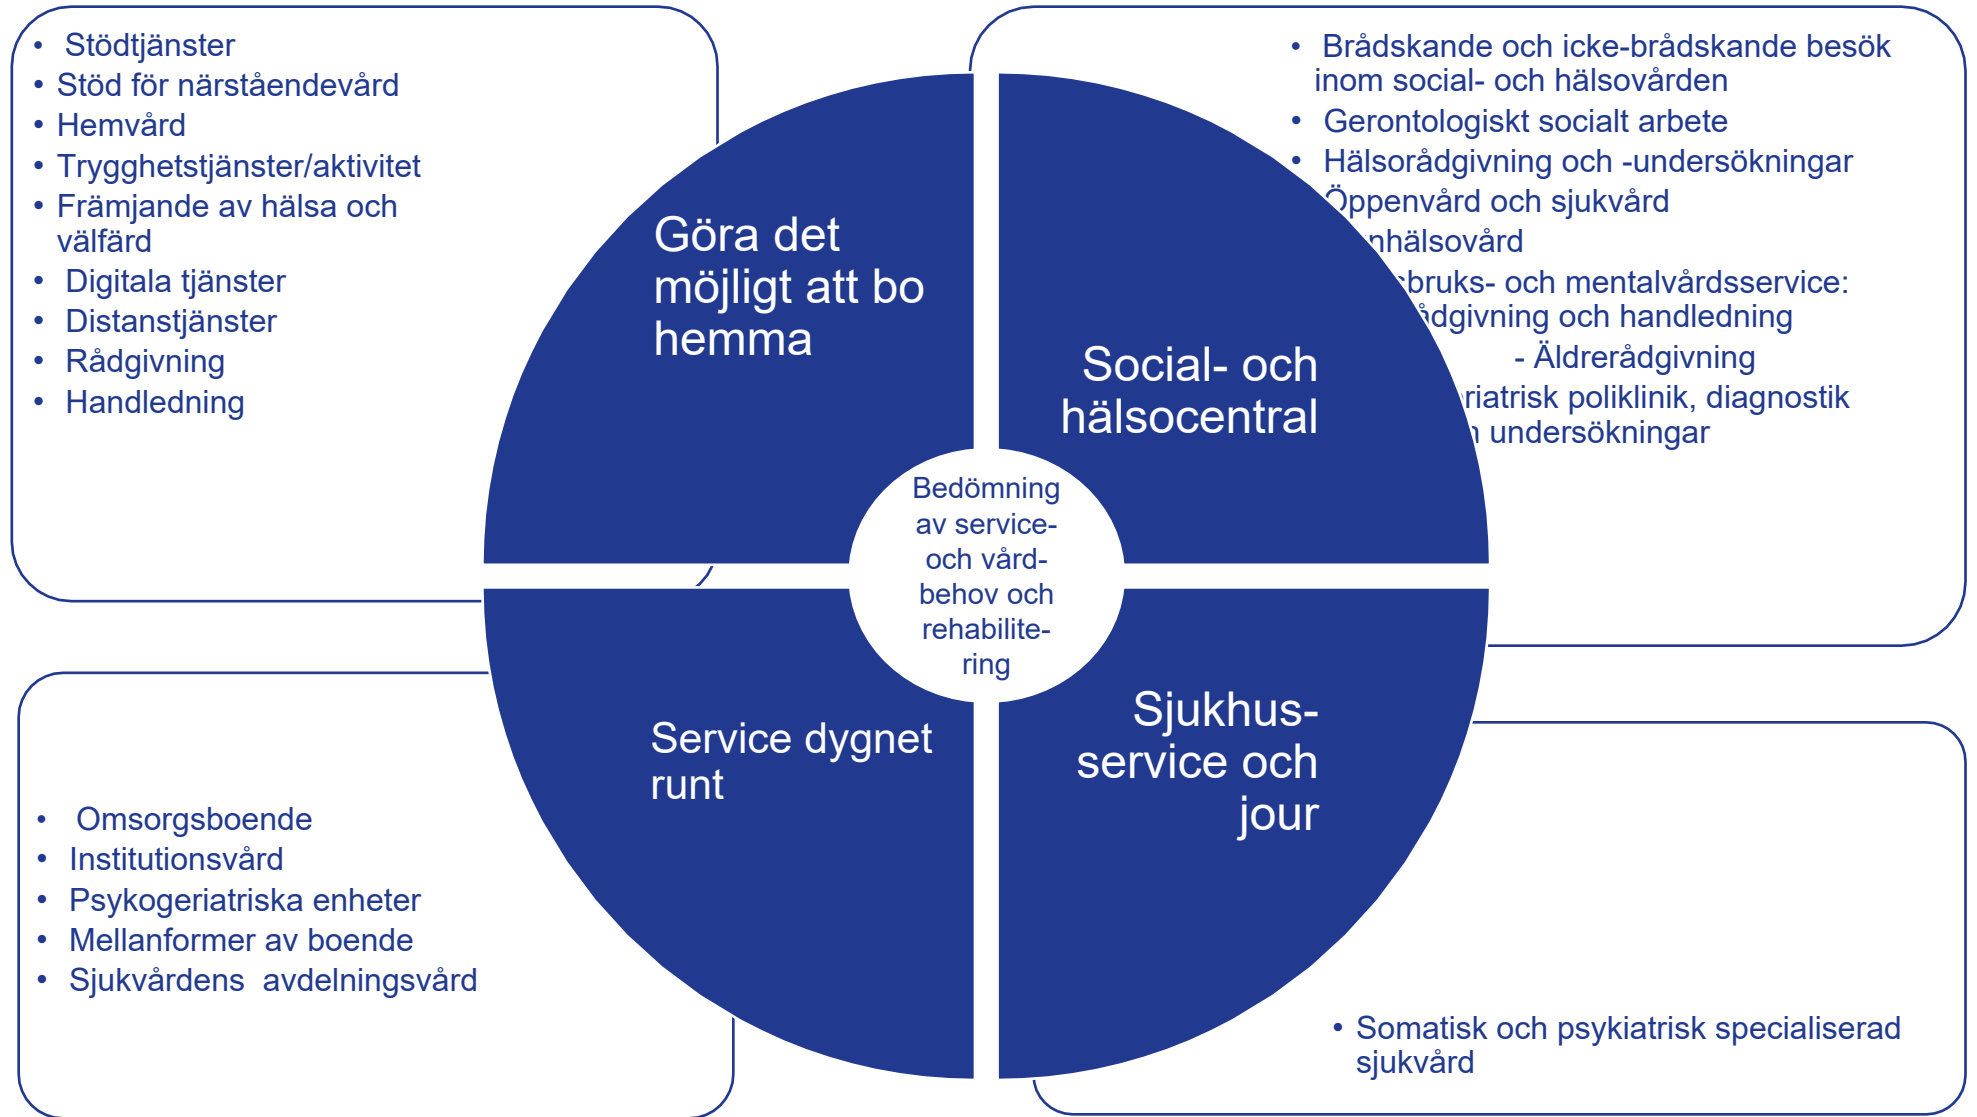 • Stödtjänster
• Stöd för närståendevård
• Hemvård
• Trygghetstjänster/aktivitet
• Främjande av hälsa och
välfärd
• Digitala tjänster
• Distanstjänster
• Rådgivning
• Handledning
Göra det
möjligt att bo
hemma
• Brådskande och icke-brådskande besök
inom social- och hälsovården
• Gerontologiskt socialt arbete
• Hälsorådgivning och -undersökningar
Öppenvård och sjukvård
och mentalvårdsservice:
och handledning
- Äldrerådgivning
poliklinik, diagnostik
undersökningar
Social- och
hälsocentral
Bedömning
av service-
och vård-
behov och
rehabilite-
ring
Service dygnet
runt
• Omsorgsboende
• Institutionsvård
• Psykogeriatriska enheter
• Mellanformer av boende
• Sjukvårdens avdelningsvård
Sjukhus-
service och
jour
• Somatisk och psykiatrisk specialiserad
sjukvård